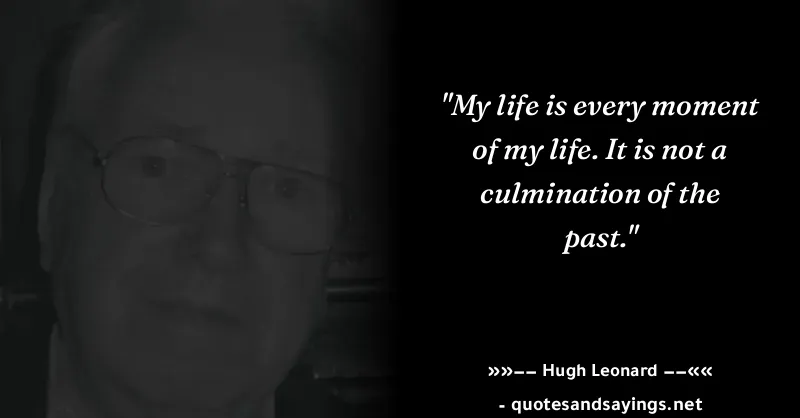 "My life is every moment
of my life. It is not a
culmination of the
past."
»»−− Hugh Leonard −−««
- quotesandsayings.net